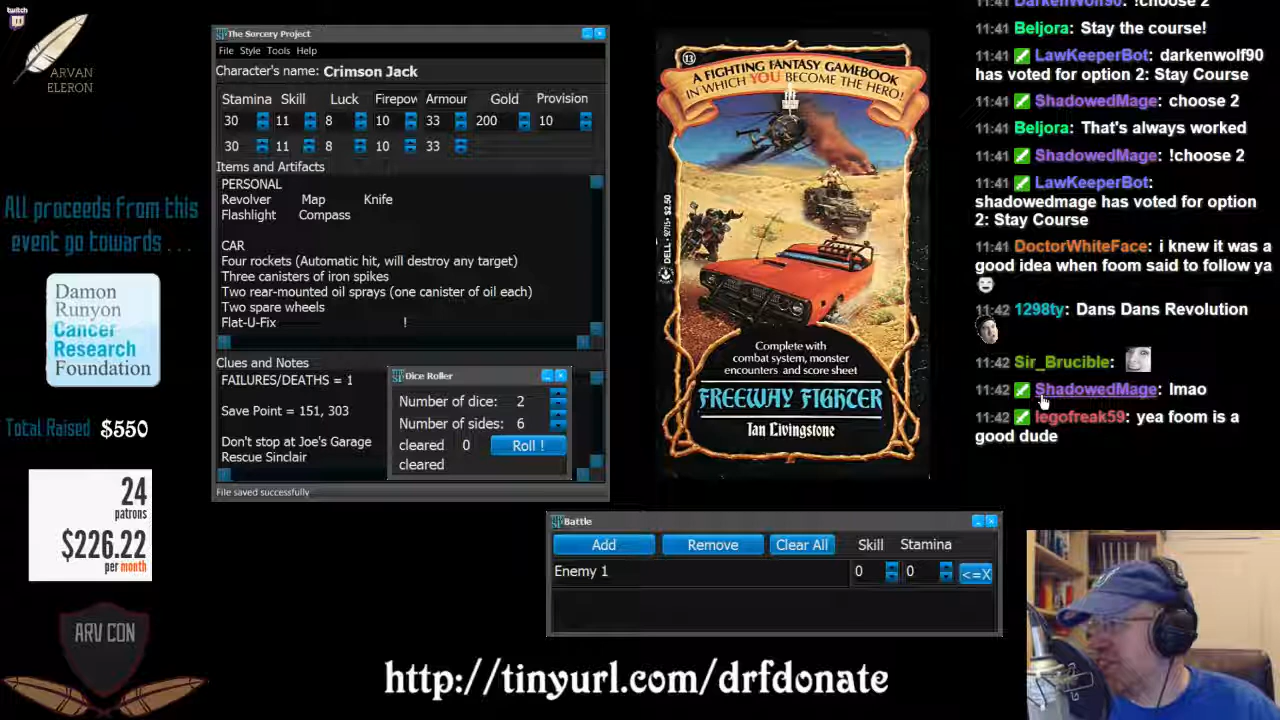 twitch
ARVAN
ELERON
All proceeds from this
event go towards . . .
Damon
Runyon
Cancer
Research
Foundation
Total Raised $550
24
patrons
$226.22
per month
ARV CON
The Sorcery Project
File Style Tools Help
Character's name: Crimson Jack
Stamina Skill Luck Firepow Armour Gold Provision
30 11 8 10 33 200 10
30 11 8 10 33
Items and Artifacts
PERSONAL
Revolver Map Knife
Flashlight Compass
CAR
Four rockets (Automatic hit, will destroy any target)
Three canisters of iron spikes
Two rear-mounted oil sprays (one canister of oil each)
Two spare wheels
Flat-U-Fix !
Clues and Notes
FAILURES/DEATHS = 1
Save Point = 151, 303
Don't stop at Joe's Garage
Rescue Sinclair
File saved successfully
Dice Roller
Number of dice: 2
Number of sides: 6
cleared 0 Roll !
cleared
13
A FIGHTING FANTASY GAMEBOOK
IN WHICH YOU BECOME THE HERO!
DELL • 92715 • $2.50
Complete with
combat system, monster
encounters and score sheet
FREEWAY FIGHTER
Ian Livingstone
Battle
Add Remove Clear All Skill Stamina
Enemy 1 0 0 <=X
http://tinyurl.com/drfdonate
11:41 DarkenWolf90: !choose 2
11:41 Beljora: Stay the course!
11:41 LawKeeperBot: darkenwolf90
has voted for option 2: Stay Course
11:41 ShadowedMage: choose 2
11:41 Beljora: That's always worked
11:41 ShadowedMage: !choose 2
11:41 LawKeeperBot:
shadowedmage has voted for option
2: Stay Course
11:41 DoctorWhiteFace: i knew it was a
good idea when foom said to follow ya
11:42 1298ty: Dans Dans Revolution
11:42 Sir_Brucible:
11:42 ShadowedMage: lmao
11:42 legofreak59: yea foom is a
good dude